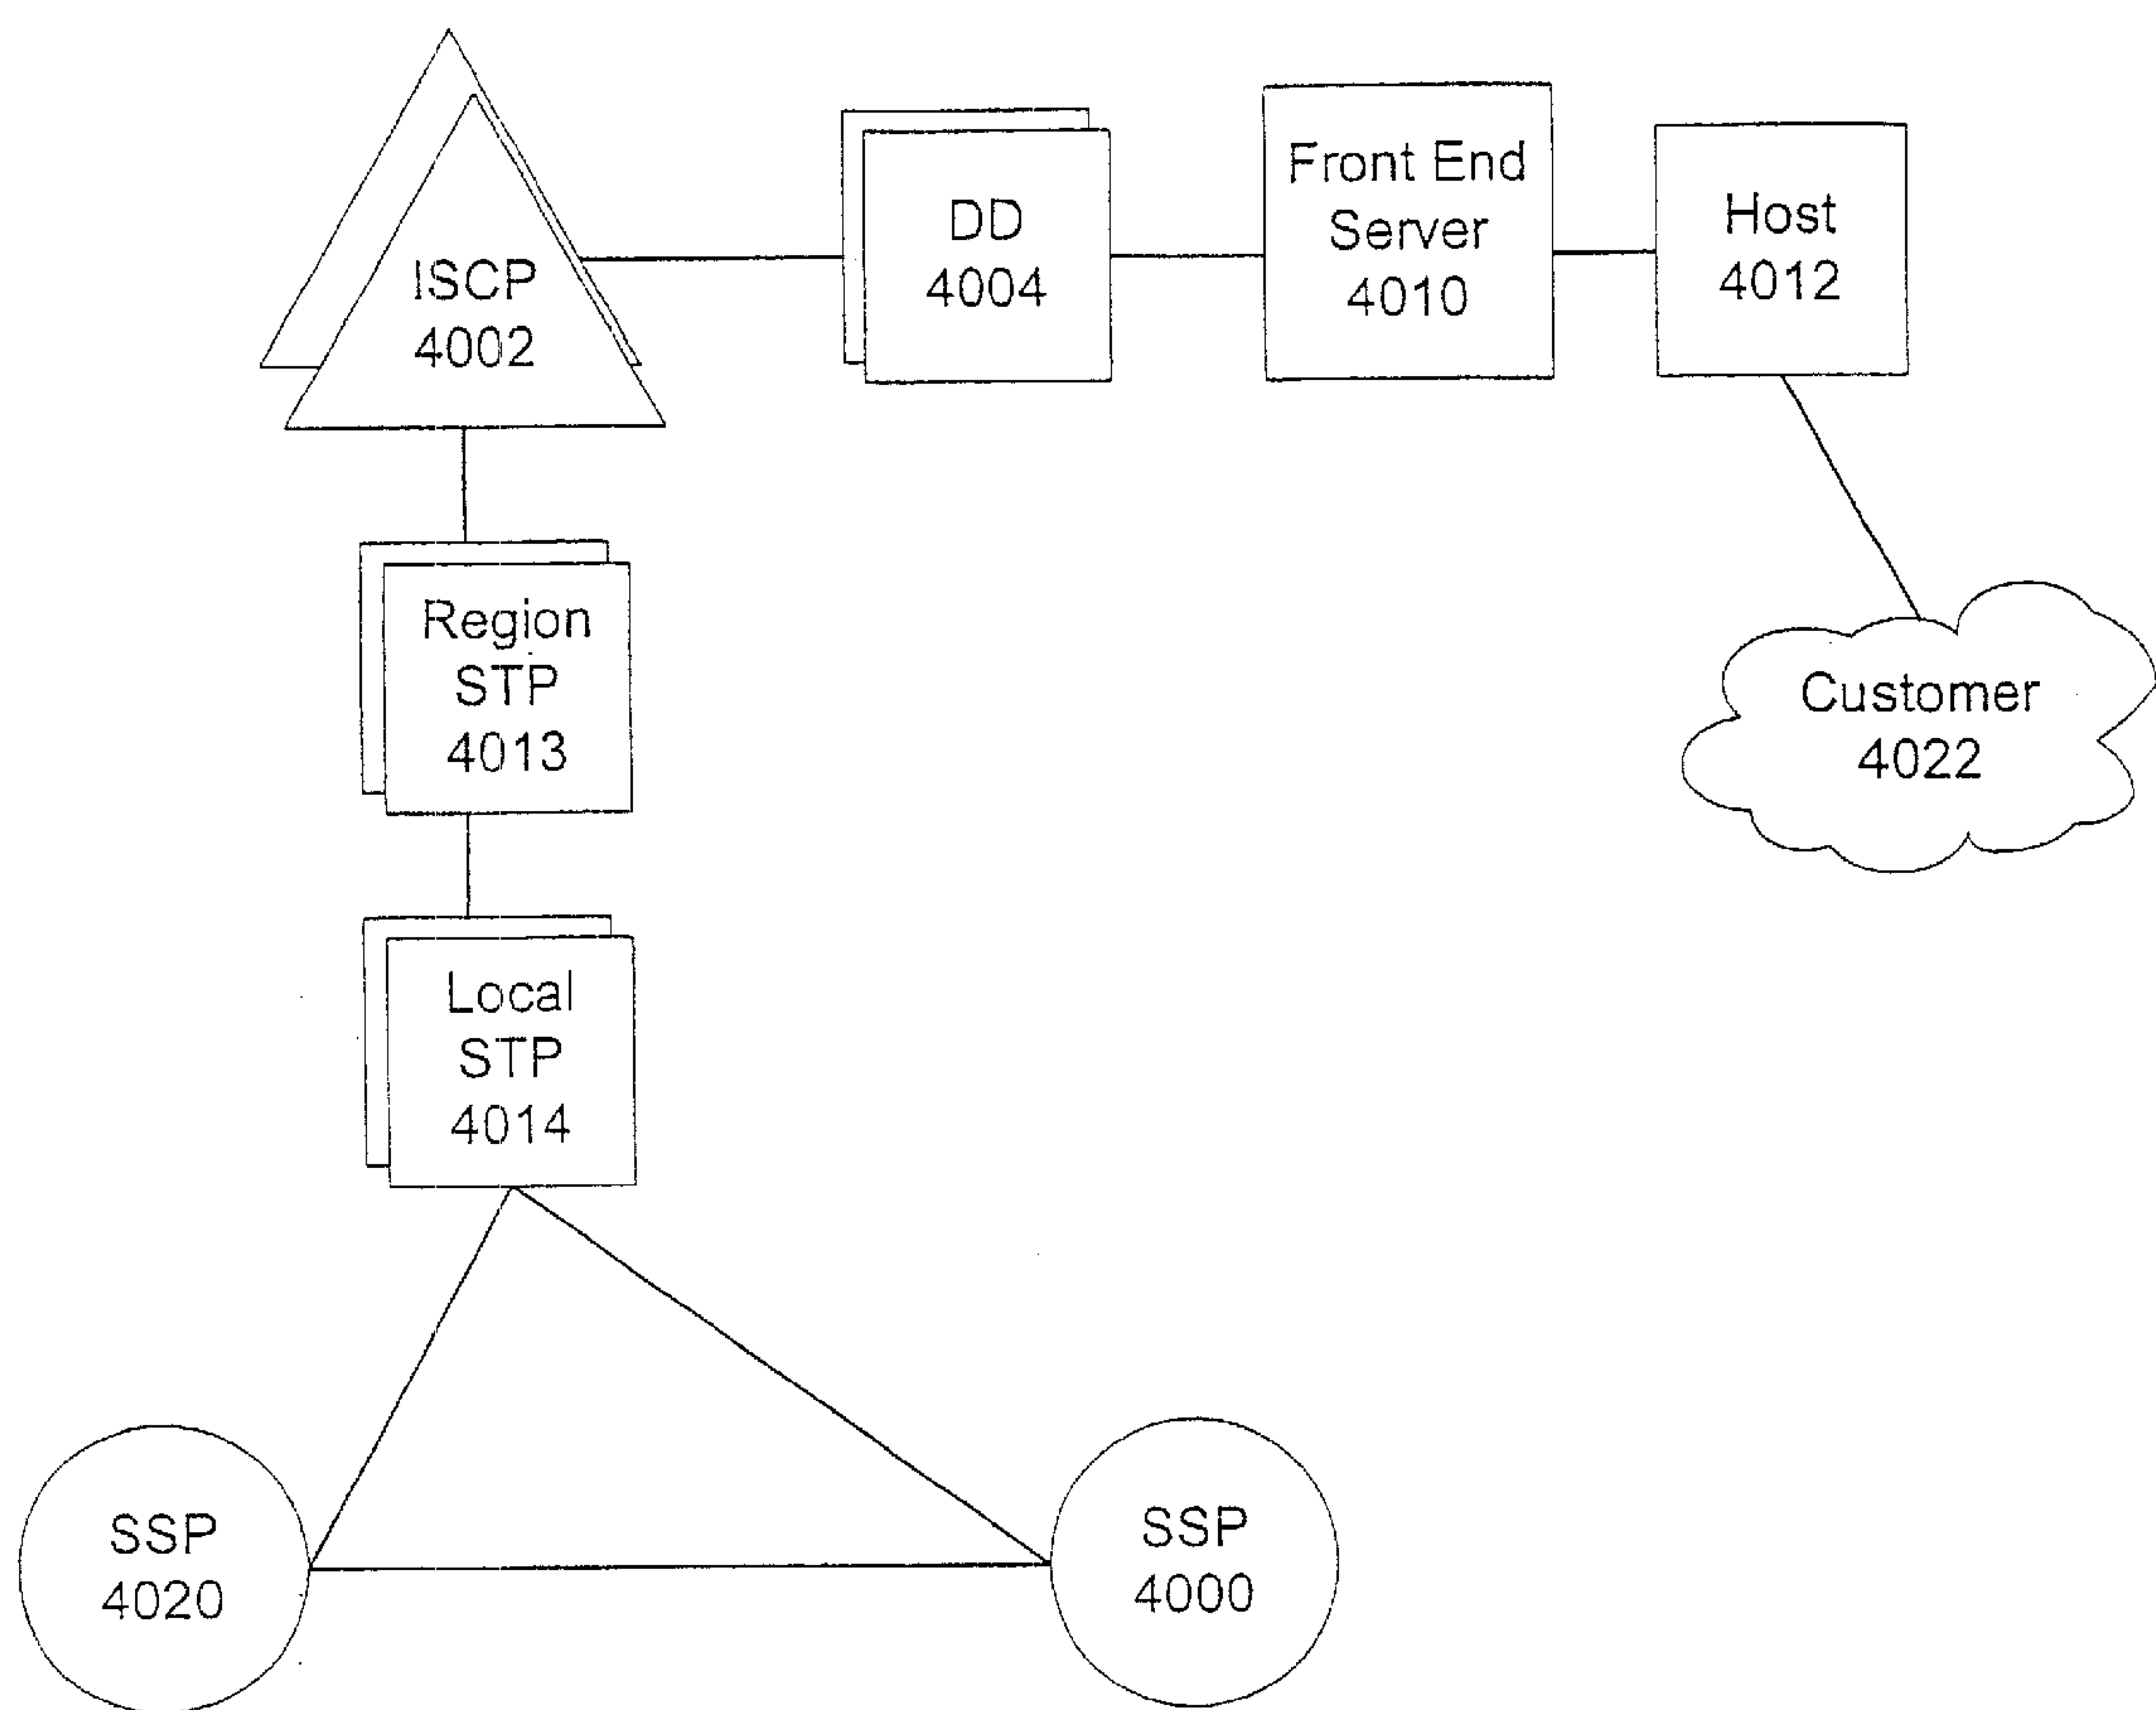 ISCP
4002
DD
4004
Front End
Server
4010
Host
4012
Region
STP
4013
Customer
4022
Local
STP
4014
SSP
4020
SSP
4000